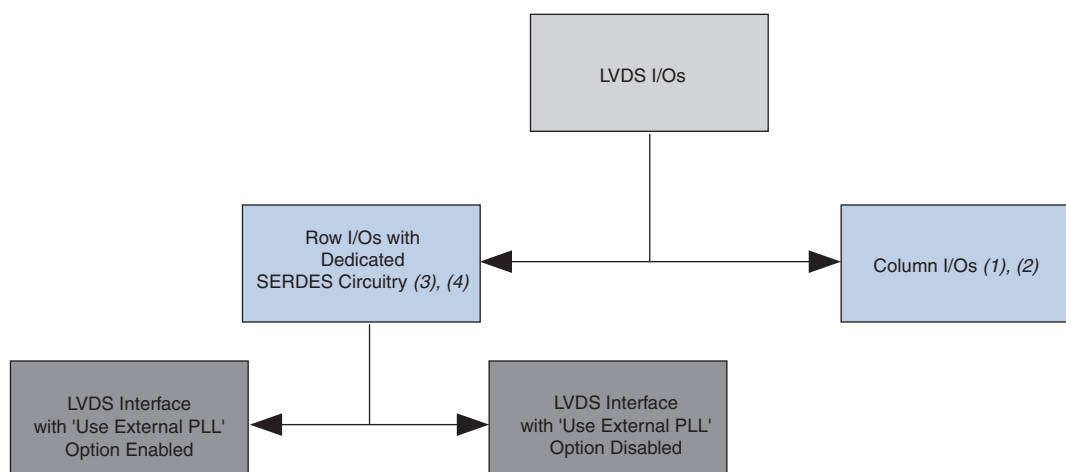 LVDS I/Os
Row I/Os with
Dedicated
SERDES Circuitry (3), (4)
Column I/Os (1), (2)
LVDS Interface
with 'Use External PLL'
Option Enabled
LVDS Interface
with 'Use External PLL'
Option Disabled